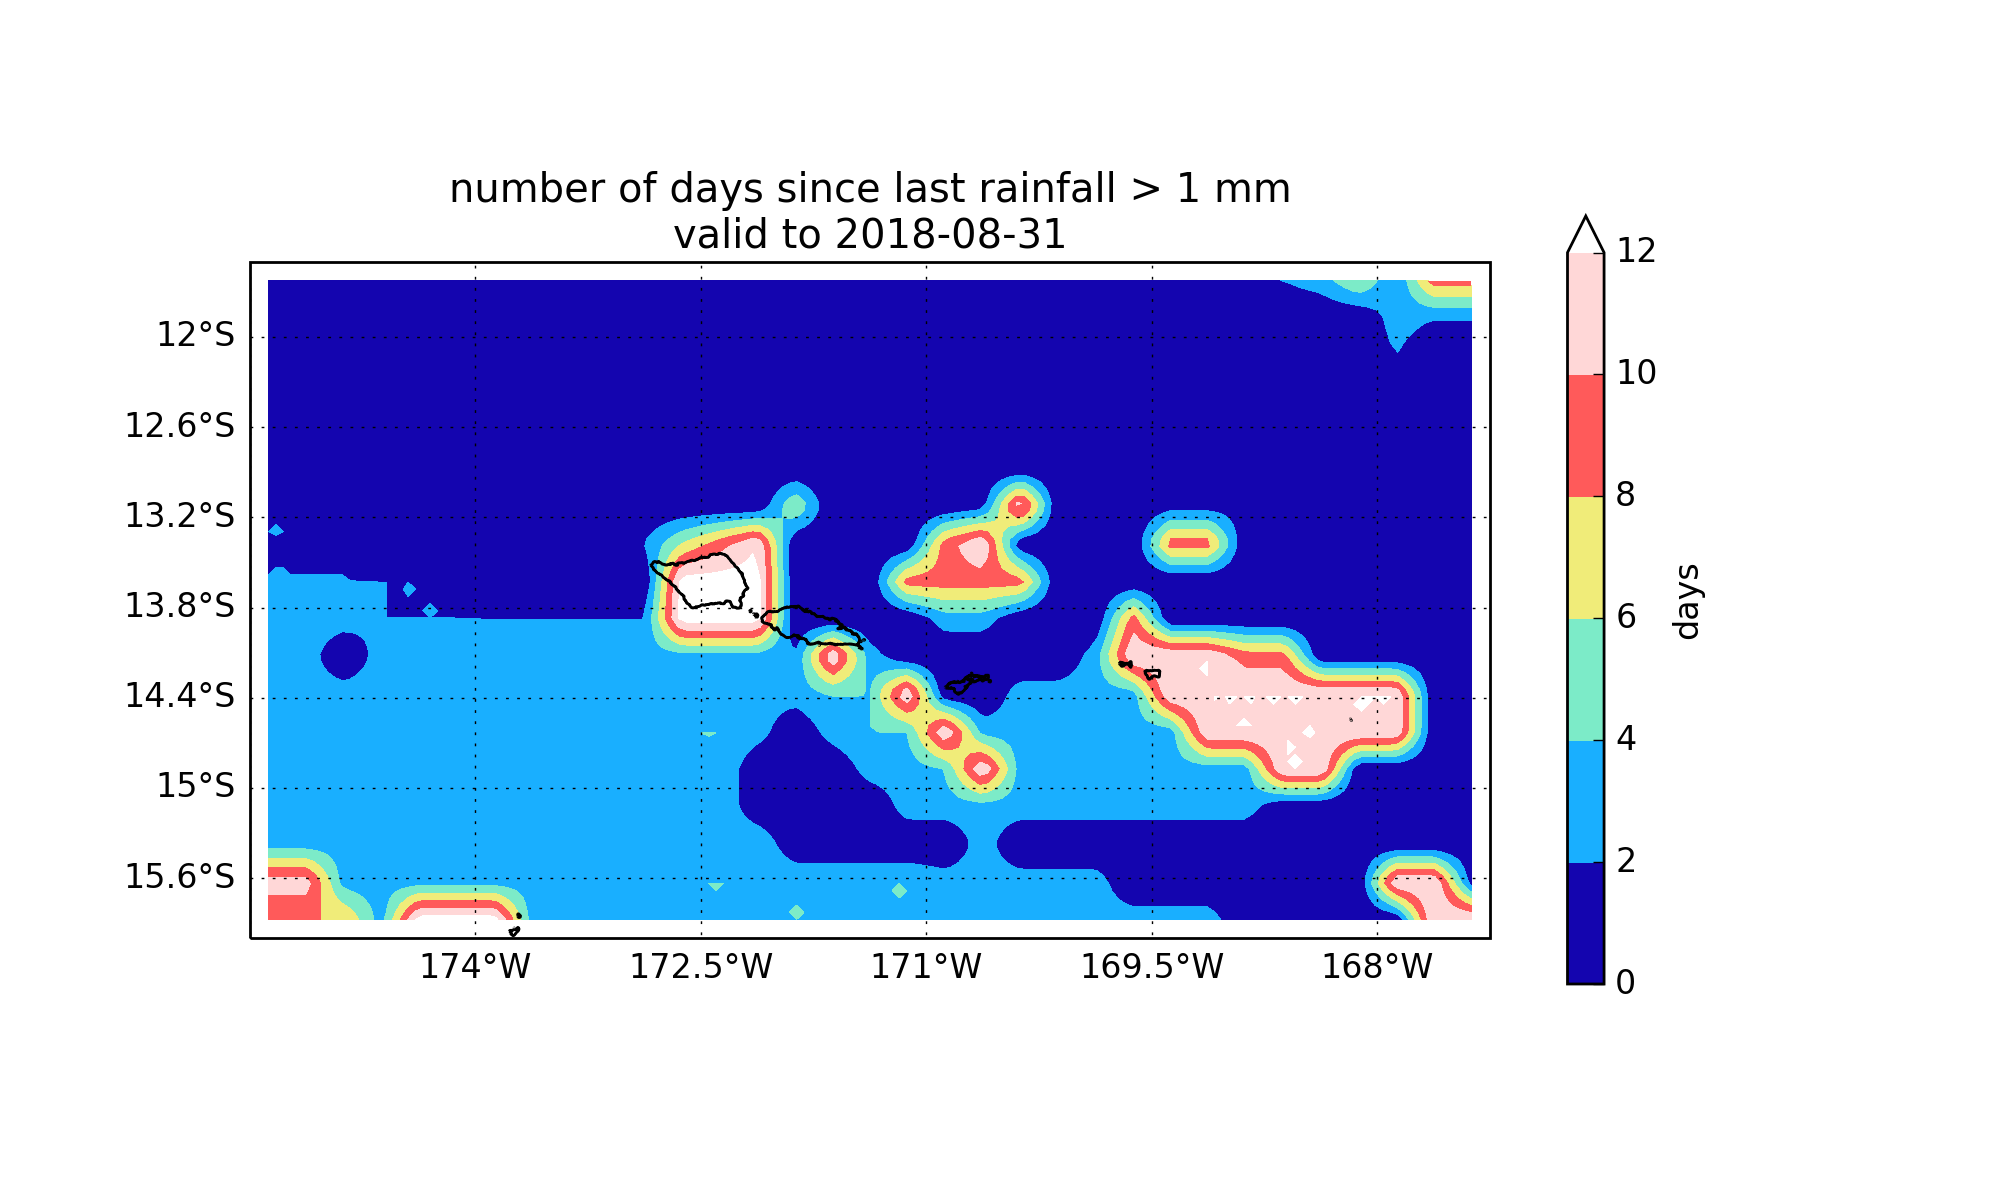 number of days since last rainfall > 1 mm
valid to 2018-08-31
12°S
12.6°S
13.2°S
13.8°S
14.4°S
15°S
15.6°S
174°W
172.5°W
171°W
169.5°W
168°W
12
10
8
6
4
2
0
days